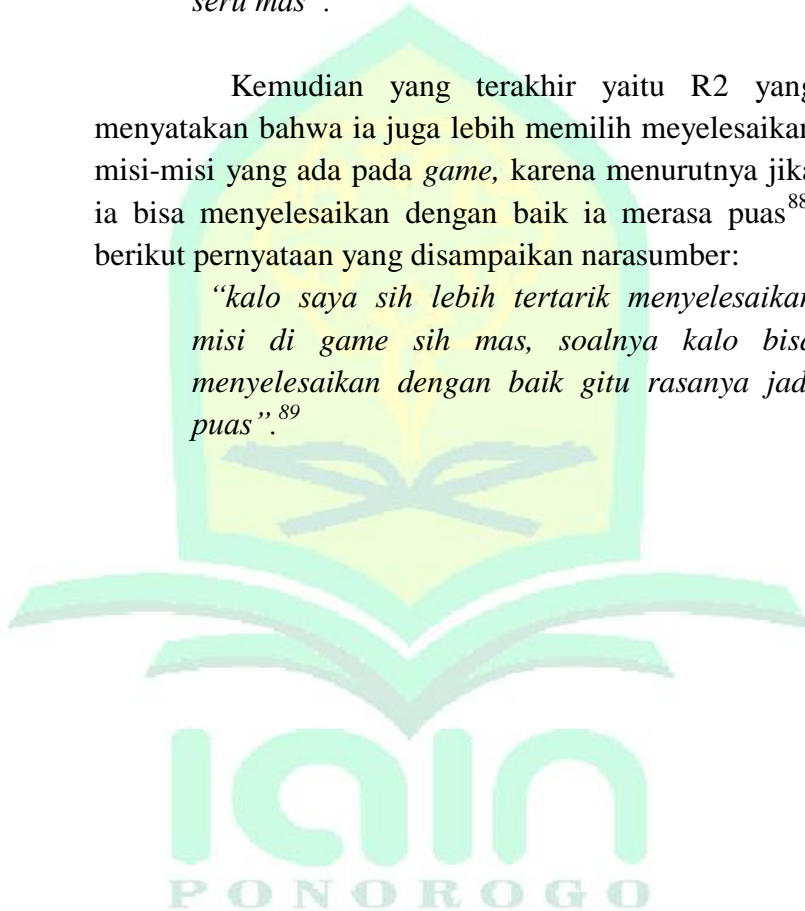 seru mas".
Kemudian yang terakhir yaitu R2 yang
menyatakan bahwa ia juga lebih memilih meyelesaikan
misi-misi yang ada pada game, karena menurutnya jika
ia bisa menyelesaikan dengan baik ia merasa puas88
berikut pernyataan yang disampaikan narasumber:
“kalo saya sih lebih tertarik menyelesaikan
misi di game sih mas, soalnya kalo bisa
menyelesaikan dengan baik gitu rasanya jadi
puas”.89
iain
PONOROGO